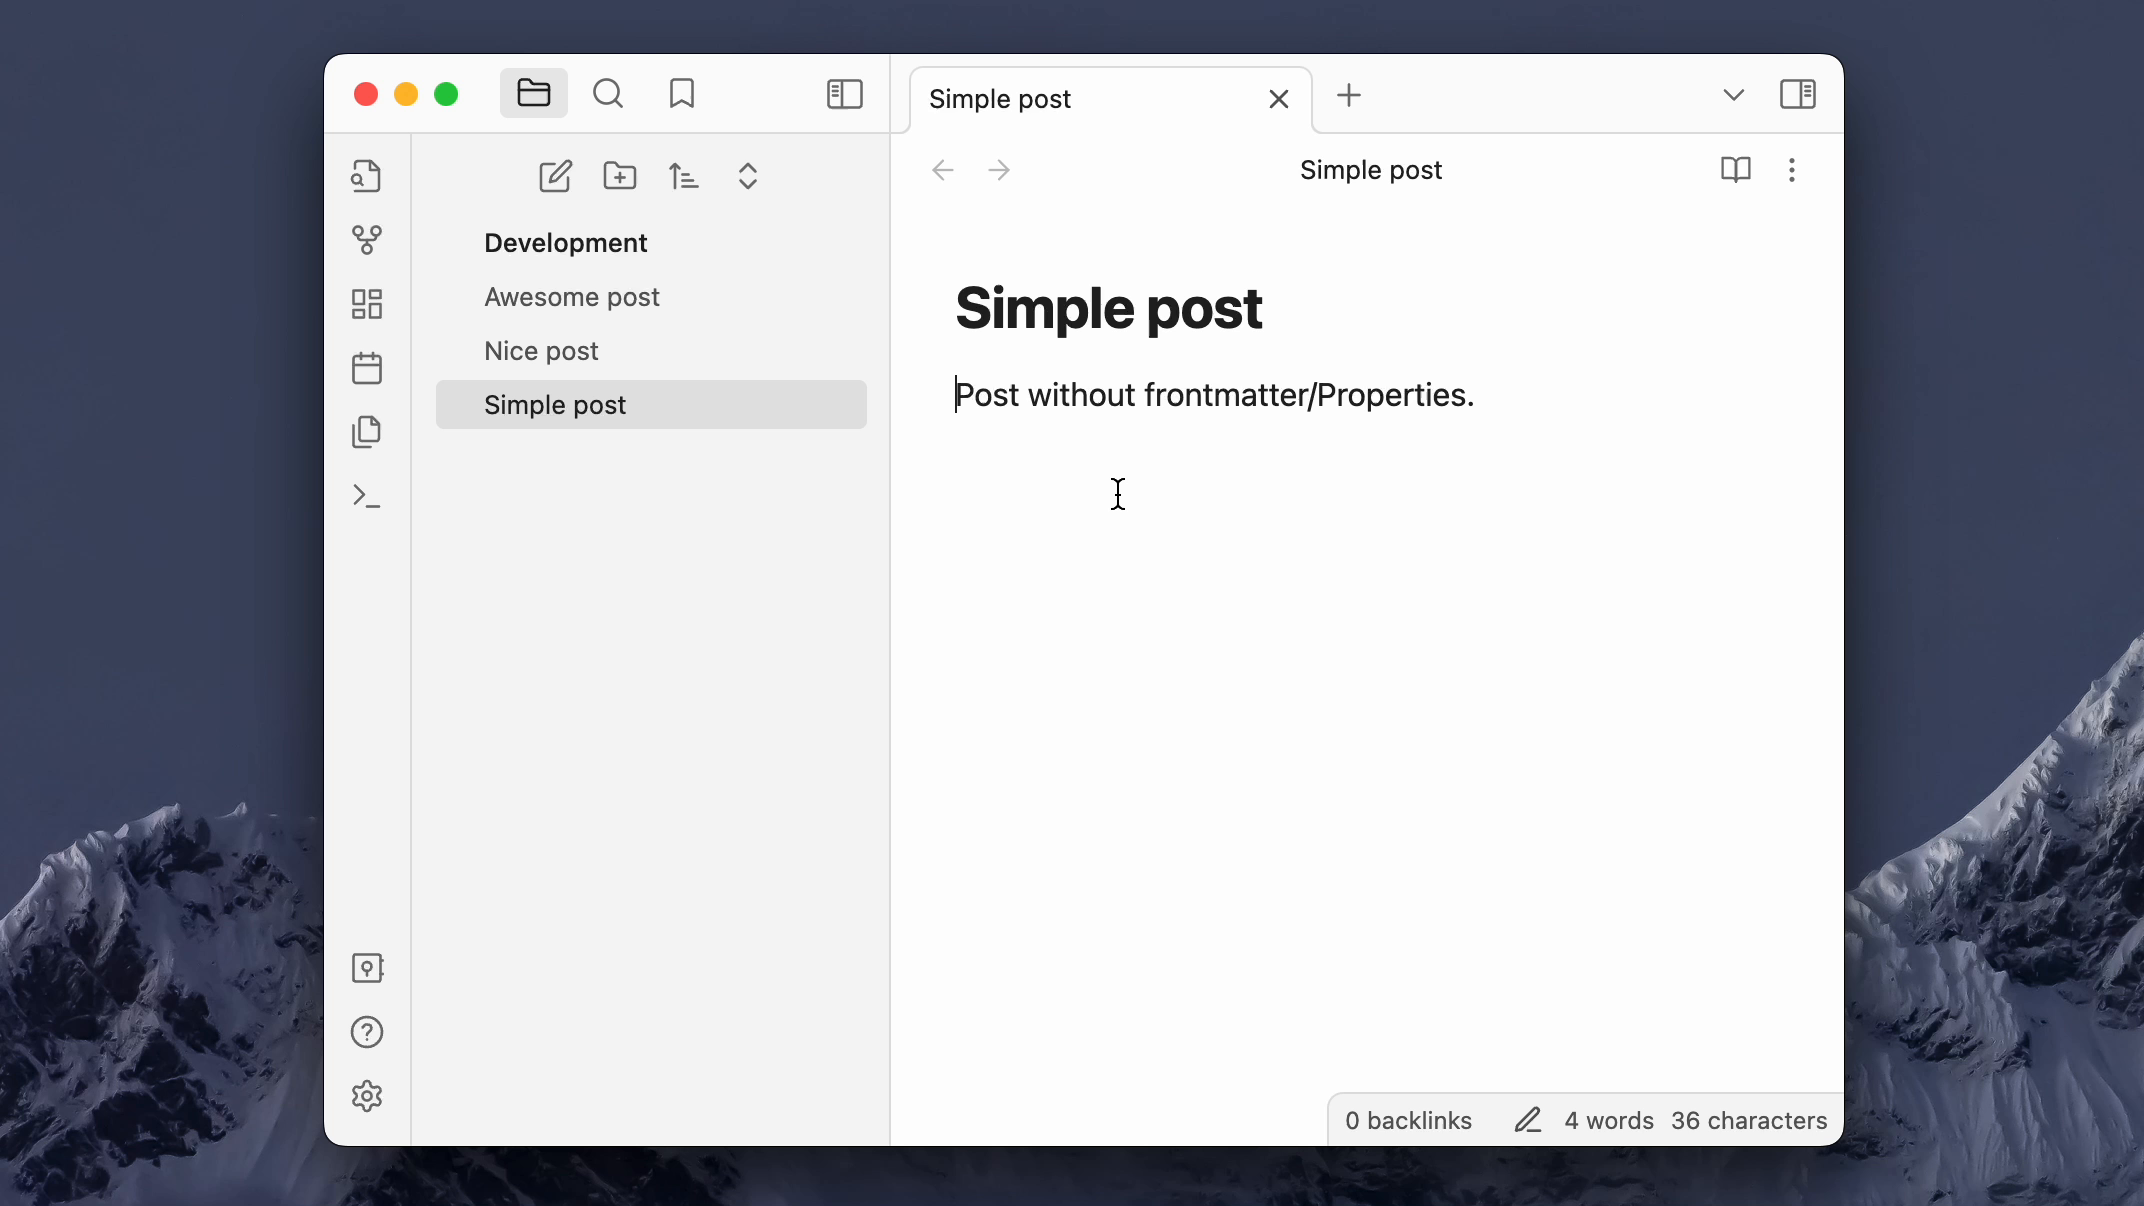 Simple post
Simple post
Development
Awesome post
Nice post
Simple post
Simple post
Post without frontmatter/Properties.
0 backlinks 4 words 36 characters